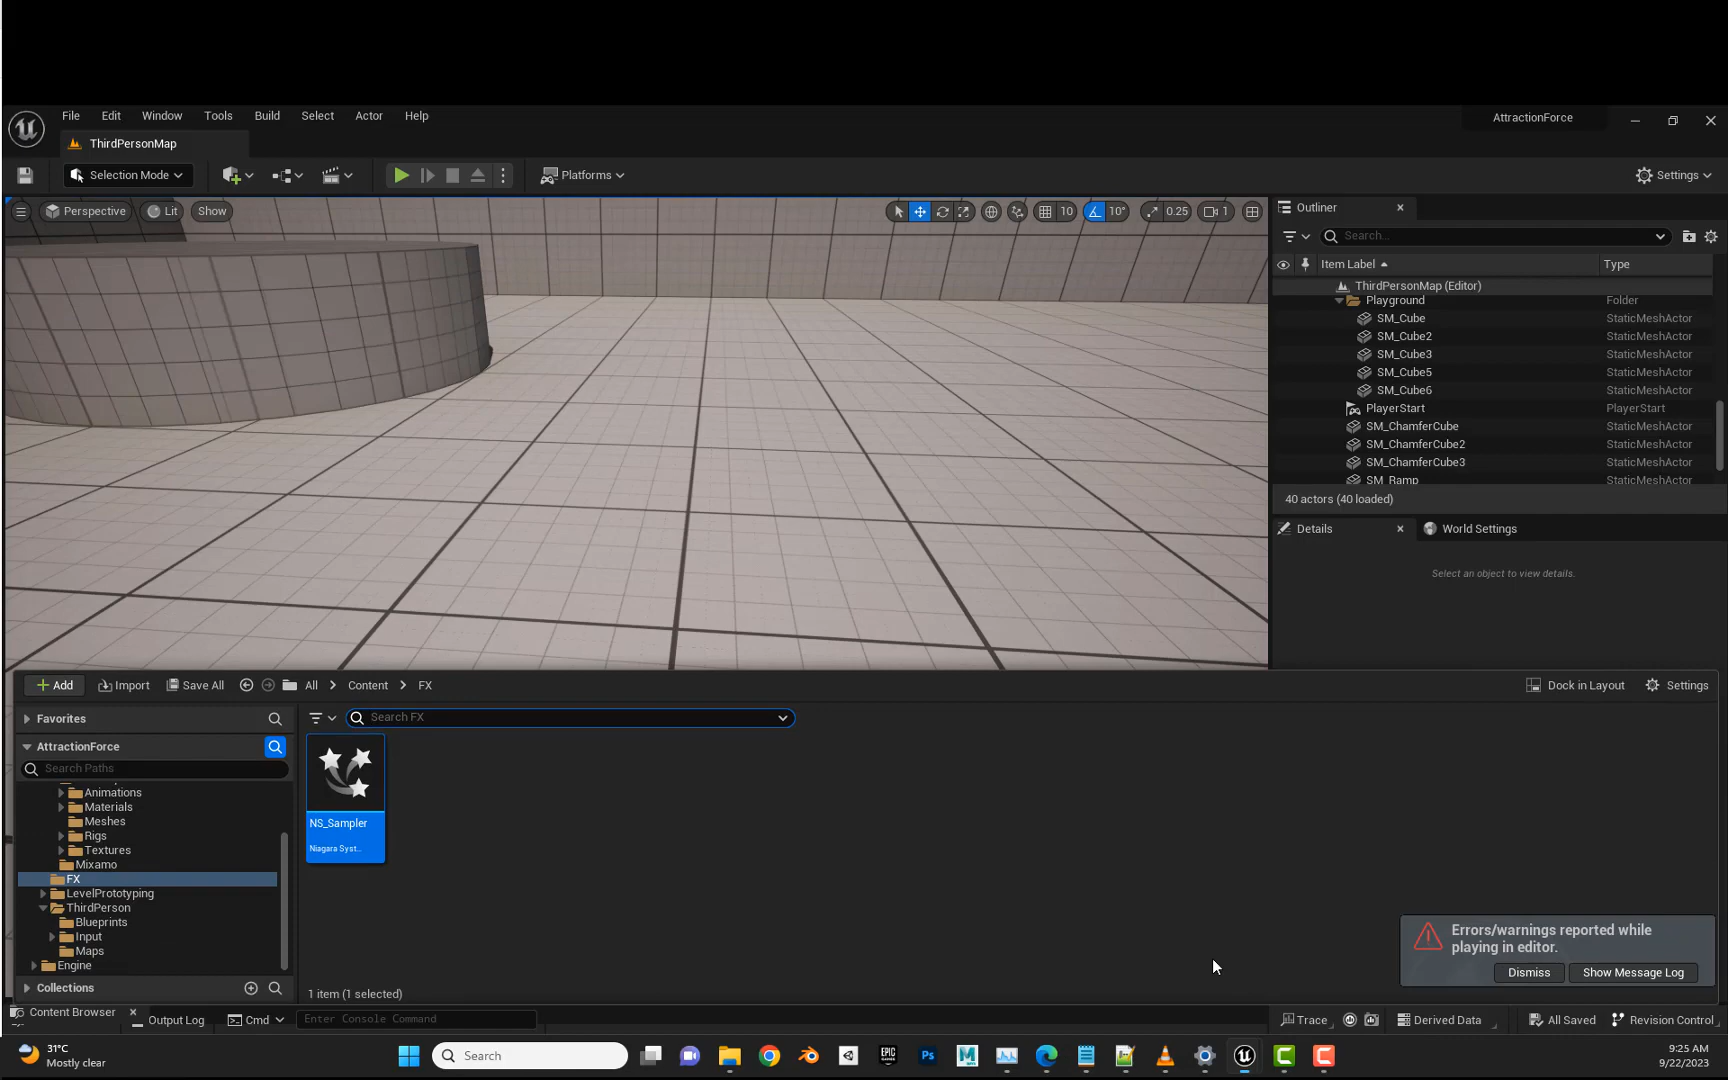 File Edit Window Tools Build Select Actor Help
AttractionForce
ThirdPersonMap
Selection Mode
Platforms
Settings
Perspective Lit Show
10 10° 0.25 1
Outliner
Search...
Item Label Type
ThirdPersonMap (Editor)
Playground Folder
SM_Cube StaticMeshActor
SM_Cube2 StaticMeshActor
SM_Cube3 StaticMeshActor
SM_Cube5 StaticMeshActor
SM_Cube6 StaticMeshActor
PlayerStart PlayerStart
SM_ChamferCube StaticMeshActor
SM_ChamferCube2 StaticMeshActor
SM_ChamferCube3 StaticMeshActor
SM_Ramp StaticMeshActor
40 actors (40 loaded)
Details World Settings
Select an object to view details.
Add Import Save All All Content FX
Dock in Layout Settings
Favorites
Search FX
AttractionForce
Search Paths
Animations
Materials
Meshes
Rigs
Textures
Mixamo
FX
LevelPrototyping
ThirdPerson
Blueprints
Input
Maps
Engine
Collections
NS_Sampler
Niagara Syst...
1 item (1 selected)
Errors/warnings reported while
playing in editor.
Dismiss Show Message Log
Content Browser Output Log Cmd Enter Console Command
Trace Derived Data All Saved Revision Control
31°C
Mostly clear
Search
EPIC
GAMES
Ps
M
9:25 AM
9/22/2023